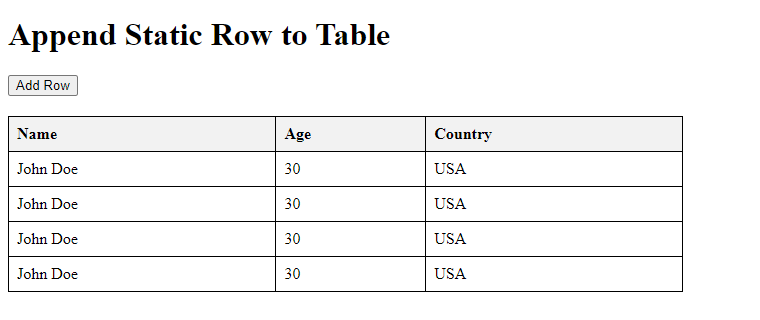 Append Static Row to Table
Add Row
Name Age Country
John Doe 30 USA
John Doe 30 USA
John Doe 30 USA
John Doe 30 USA